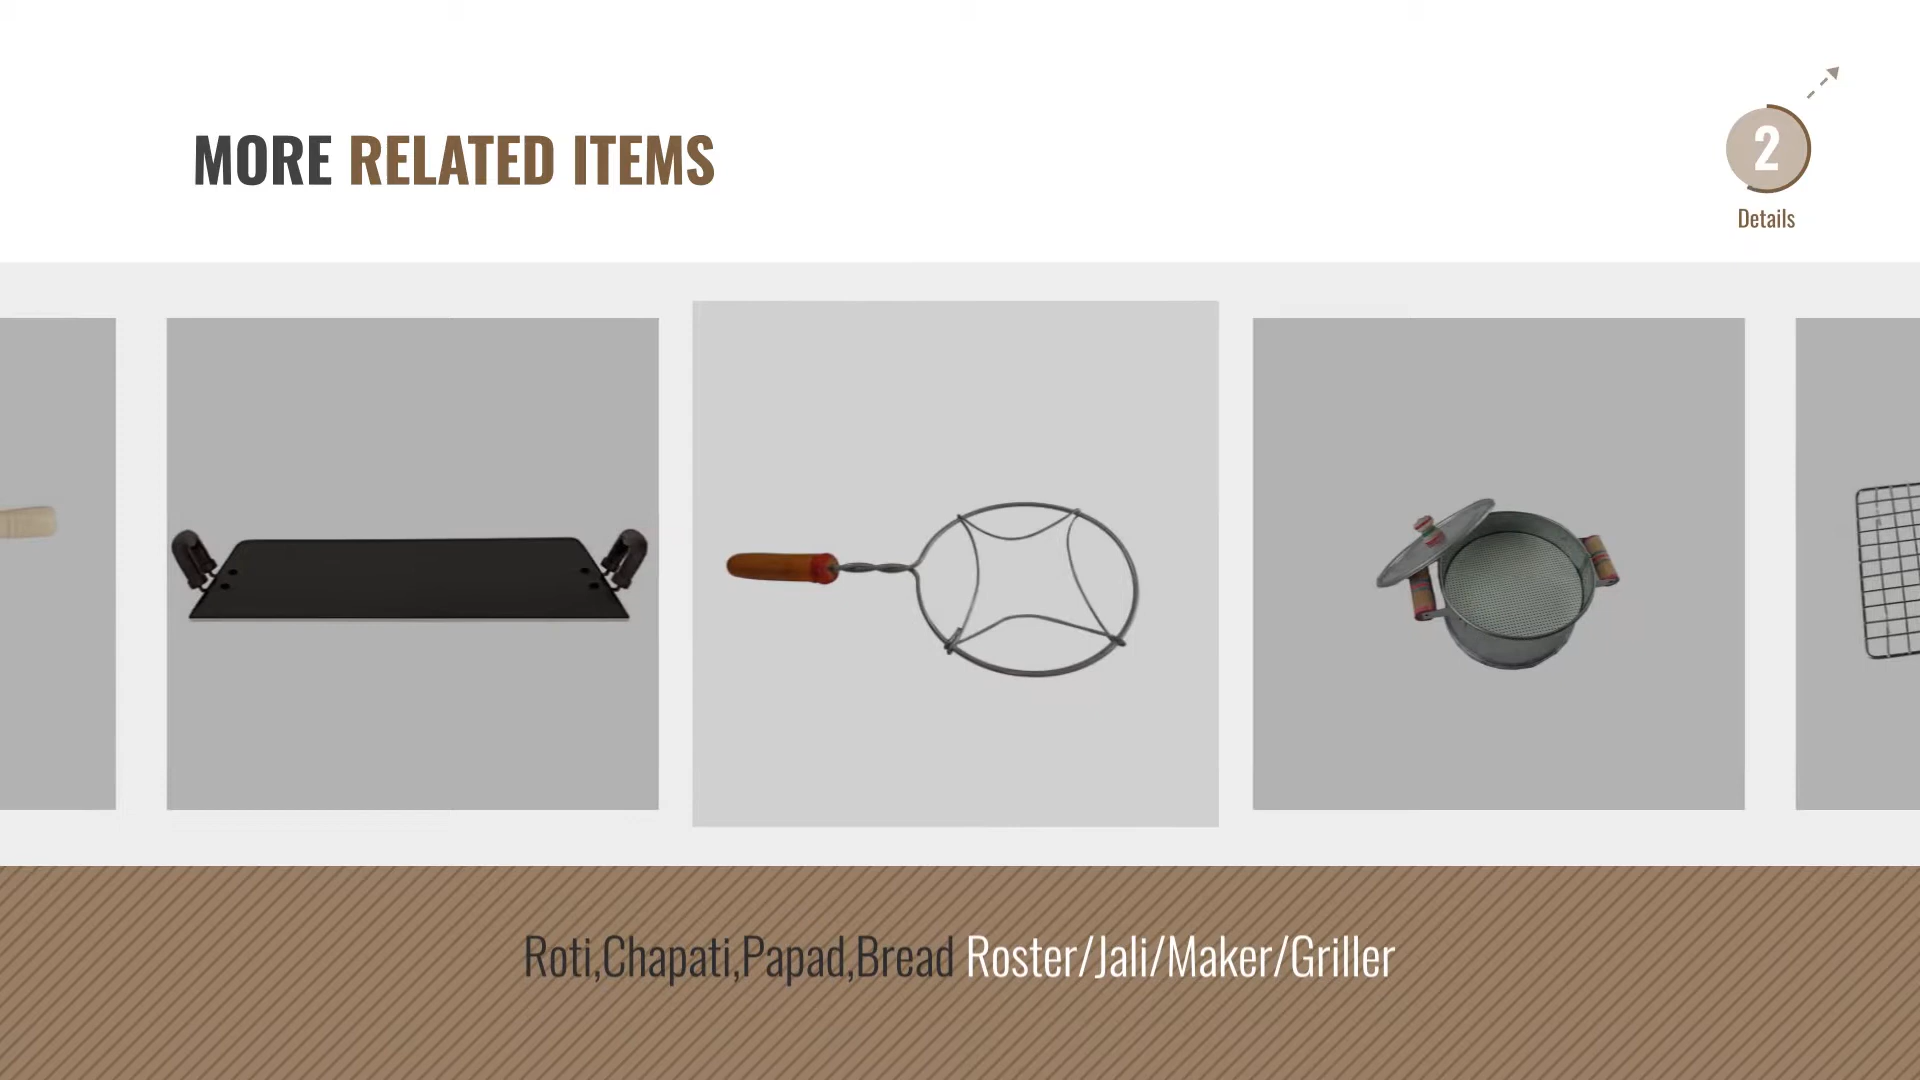 MORE RELATED ITEMS
2
Details
Roti,Chapati,Papad,Bread Roster/Jali/Maker/Griller